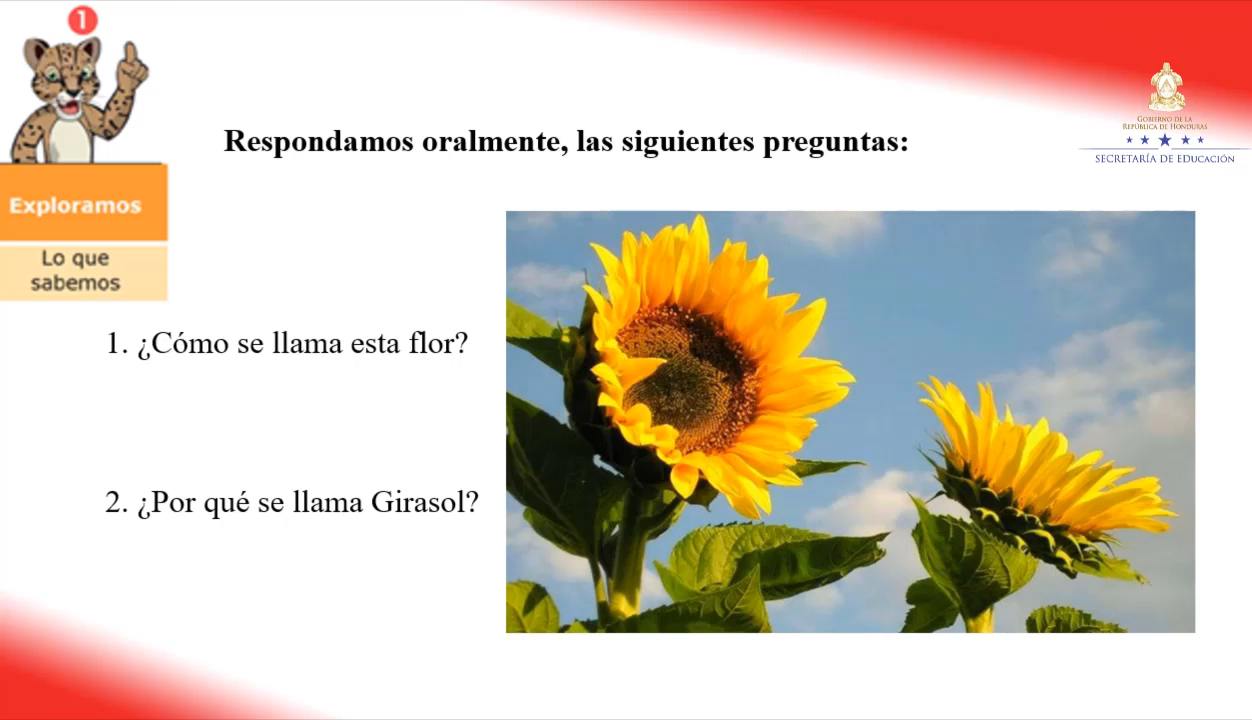 1
Respondamos oralmente, las siguientes preguntas:
GOBIERNO DE LA
REPÚBLICA DE HONDURAS
SECRETARÍA DE EDUCACIÓN
Exploramos
Lo que
sabemos
1. ¿Cómo se llama esta flor?
2. ¿Por qué se llama Girasol?